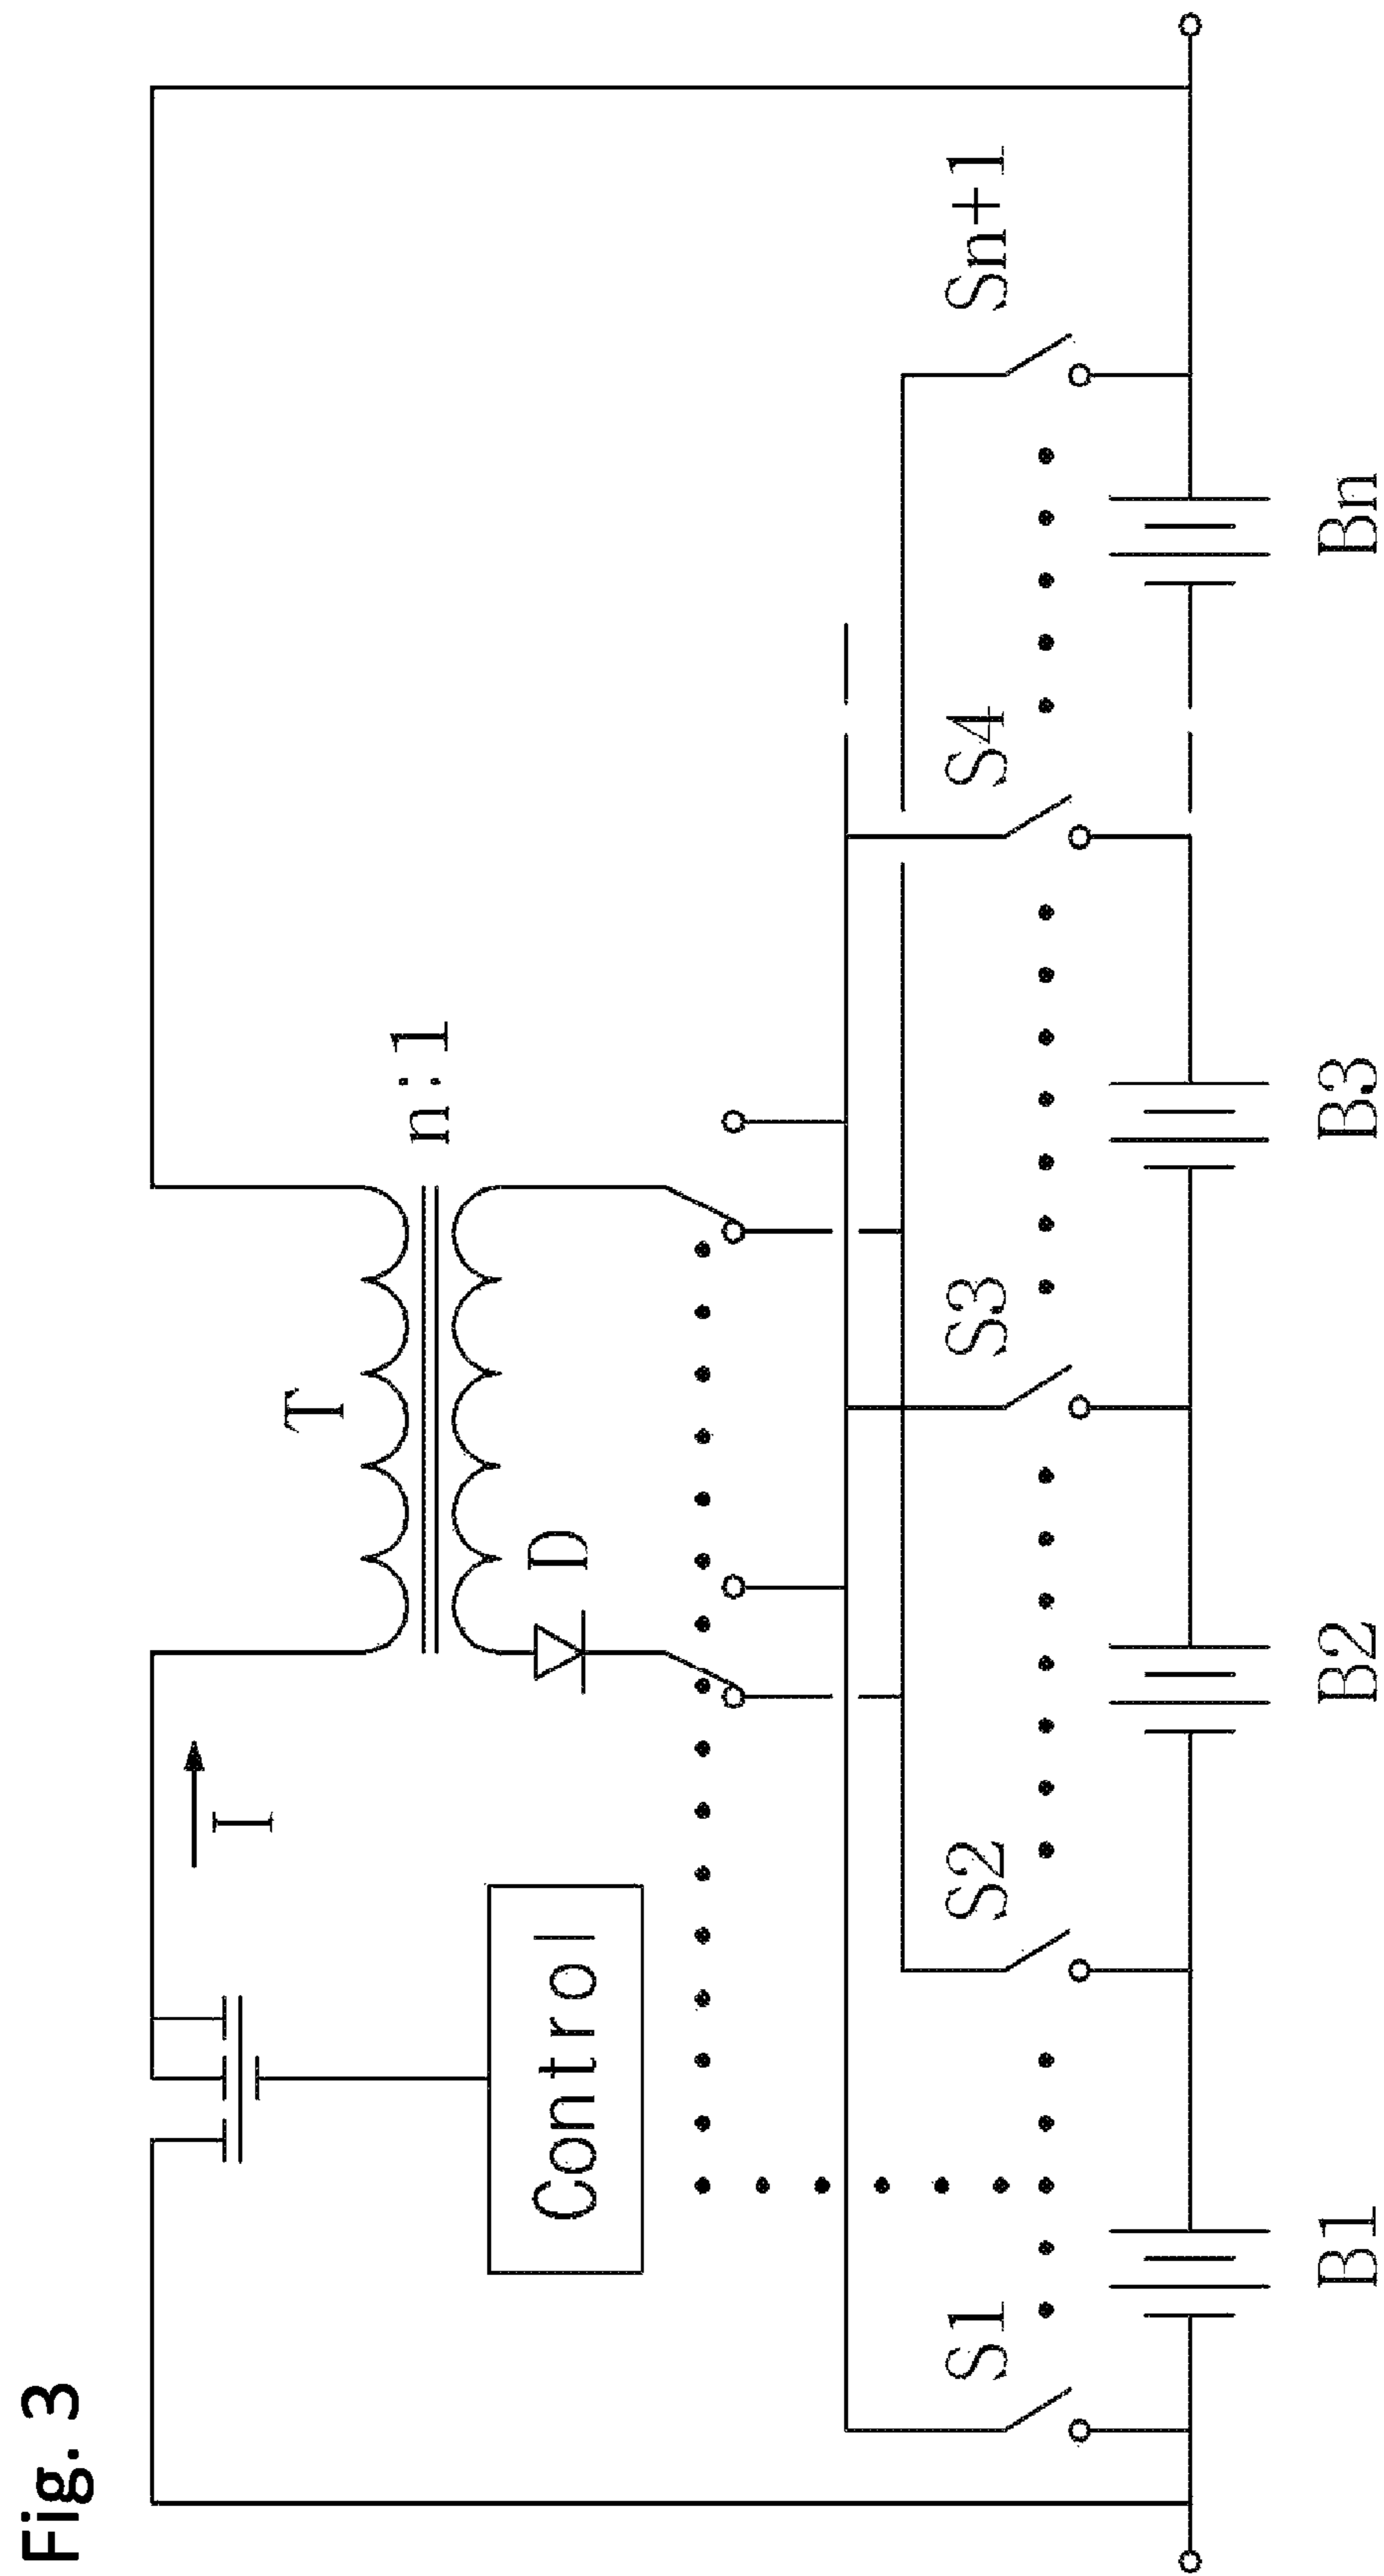 Fig. 3
I
T
n:1
Control
D
S1
S2
S3
S4
Sn+1
B1
B2
B3
Bn